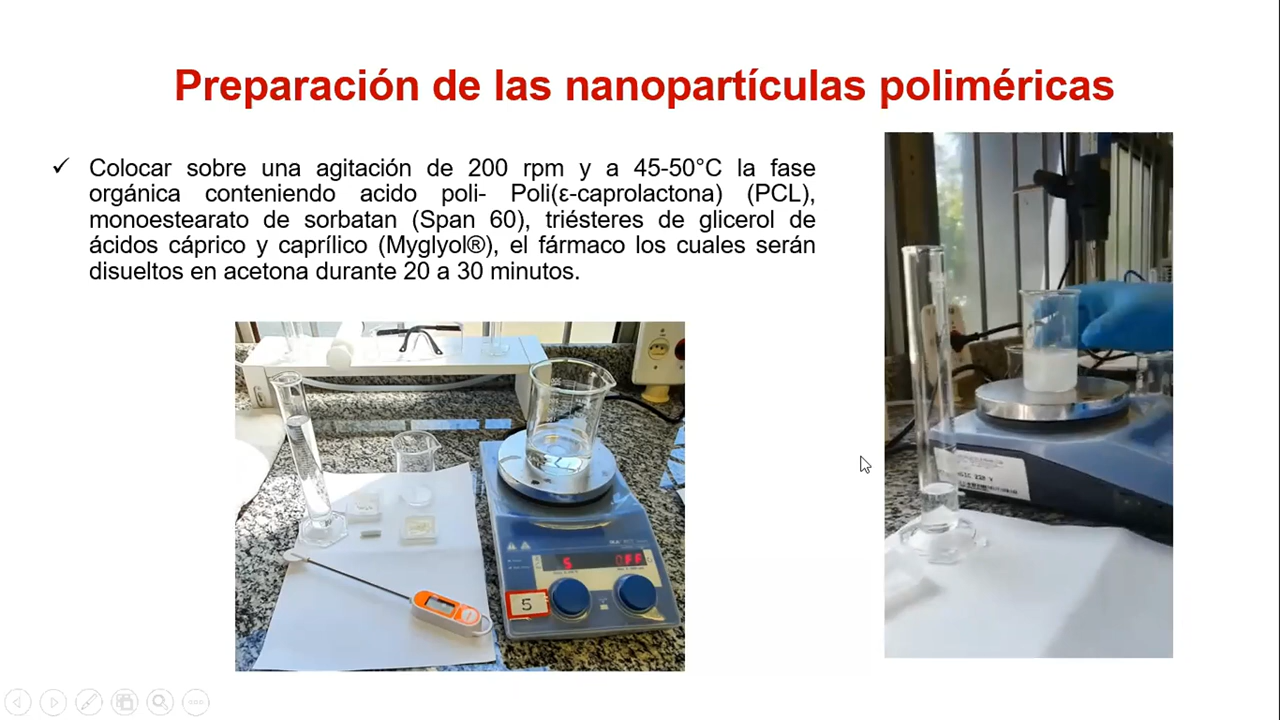 Preparación de las nanopartículas poliméricas
✓ Colocar sobre una agitación de 200 rpm y a 45-50°C la fase
orgánica conteniendo acido poli- Poli(ε-caprolactona) (PCL),
monoestearato de sorbatan (Span 60), triésteres de glicerol de
ácidos cáprico y caprílico (Myglyol®), el fármaco los cuales serán
disueltos en acetona durante 20 a 30 minutos.
5
OFF
5